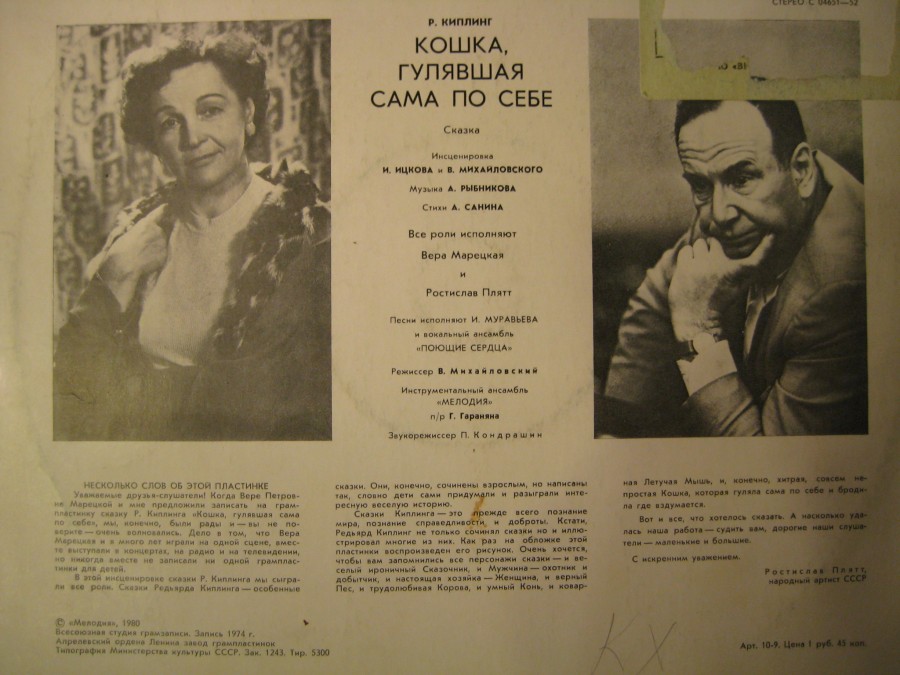 СТЕРЕО С 04651—52
Р. КИПЛИНГ
КОШКА,
ГУЛЯВШАЯ
САМА ПО СЕБЕ
Сказка
Инсценировка
И. ИЦКОВА и В. МИХАЙЛОВСКОГО
Музыка А. РЫБНИКОВА
Стихи А. САНИНА
Все роли исполняют
Вера Марецкая
и
Ростислав Плятт
Песни исполняют И. МУРАВЬЕВА
и вокальный ансамбль
«ПОЮЩИЕ СЕРДЦА»
Режиссер В. Михайловский
Инструментальный ансамбль
«МЕЛОДИЯ»
п/р Г. Гараняна
Звукорежиссер П. Кондрашин
НЕСКОЛЬКО СЛОВ ОБ ЭТОЙ ПЛАСТИНКЕ
Уважаемые друзья-слушатели! Когда Вере Петров-
не Марецкой и мне предложили записать на грам-
пластинку сказку Р. Киплинга «Кошка, гулявшая сама
по себе», мы, конечно, были рады и — вы не по-
верите — очень волновались. Дело в том, что Вера
Марецкая и я много лет играли на одной сцене, вмес-
те выступали в концертах, на радио и на телевидении,
но никогда вместе не записали ни одной грамплас-
тинки для детей.
В этой инсценировке сказки Р. Киплинга мы сыгра-
ли все роли. Сказки Редьярда Киплинга — особенные
сказки. Они, конечно, сочинены взрослым, но написаны
так, словно дети сами придумали и разыграли инте-
ресную веселую историю.
Сказки Киплинга — это прежде всего познание
мира, познание справедливости и доброты. Кстати,
Редьярд Киплинг не только сочинял сказки но и иллю-
стрировал многие из них. Как раз на обложке этой
пластинки воспроизведен его рисунок. Очень хочется,
чтобы вам запомнились все персонажи сказки — и ве-
селый ироничный Сказочник, и Мужчина — охотник и
добытчик, и настоящая хозяйка — Женщина, и верный
Пес, и трудолюбивая Корова, и умный Конь, и ковар-
ная Летучая Мышь, и, конечно, хитрая, совсем не-
простая Кошка, которая гуляла сама по себе и броди-
ла где вздумается.
Вот и все, что хотелось сказать. А насколько уда-
лась наша работа — судить вам, дорогие наши слуша-
тели — маленькие и большие.
С искренним уважением.
Ростислав Плятт,
народный артист СССР
© «Мелодия», 1980
Всесоюзная студия грамзаписи. Запись 1974 г.
Апрелевский ордена Ленина завод грампластинок
Типография Министерства культуры СССР. Зак. 1243. Тир. 5300
КХ
Арт. 10-9. Цена 1 руб. 45 коп.